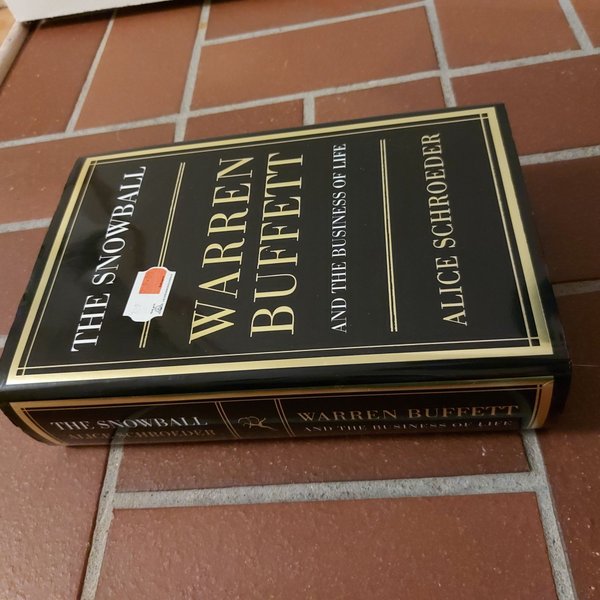 THE SNOWBALL
WARREN
BUFFETT
AND THE BUSINESS OF LIFE
ALICE SCHROEDER
THE SNOWBALL
ALICE SCHROEDER
WARREN BUFFETT
AND THE BUSINESS OF LIFE